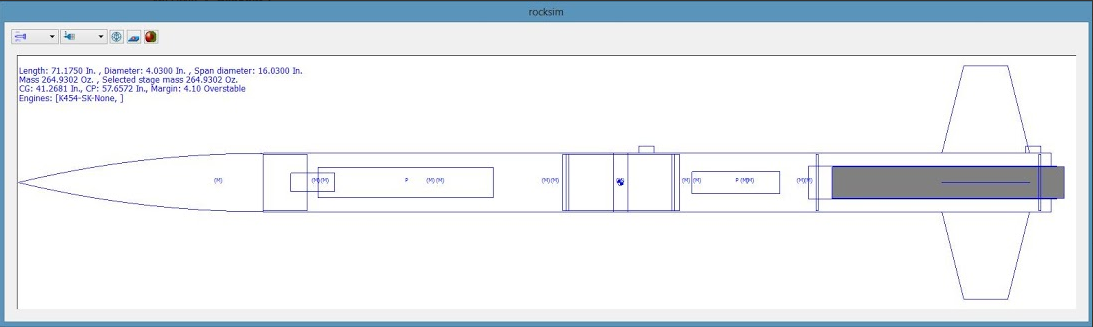 rocksim
Length: 71.1750 In. , Diameter: 4.0300 In. , Span diameter: 16.0300 In.
Mass 264.9302 Oz. , Selected stage mass 264.9302 Oz.
CG: 41.2681 In., CP: 57.6572 In., Margin: 4.10 Overstable
Engines: [K454-SK-None, ]
(M) (M)(M) P (M)(M) (M)(M) (M)(M) P (M)(M) (M)(M)